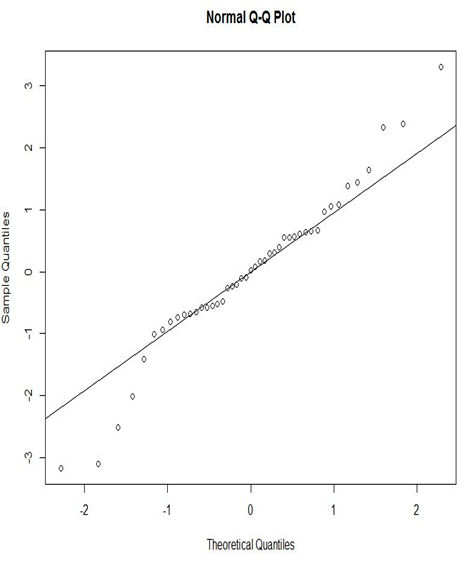 Normal Q-Q Plot
3
2
1
0
-1
-2
-3
Sample Quantiles
-2 -1 0 1 2
Theoretical Quantiles